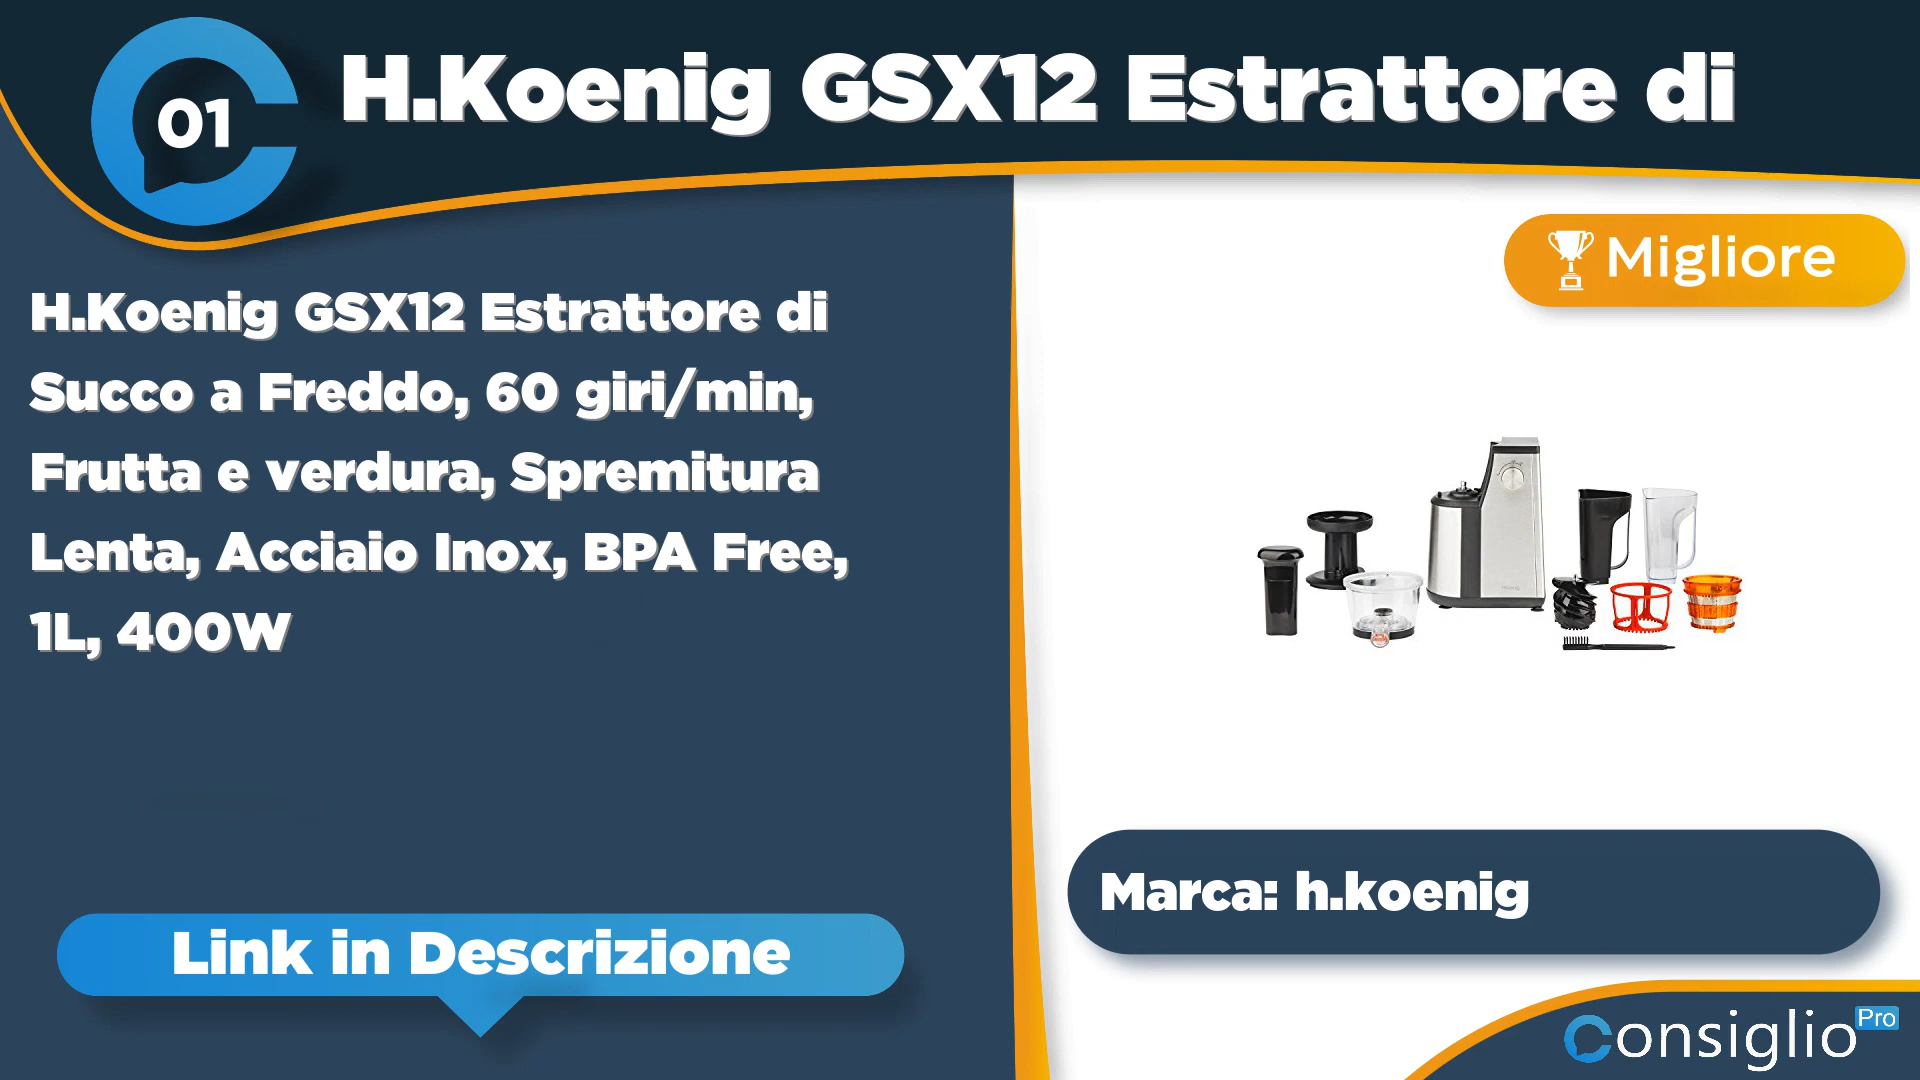 01
H.Koenig GSX12 Estrattore di
Migliore
H.Koenig GSX12 Estrattore di
Succo a Freddo, 60 giri/min,
Frutta e verdura, Spremitura
Lenta, Acciaio Inox, BPA Free,
1L, 400W
Marca: h.koenig
Link in Descrizione
Consiglio Pro